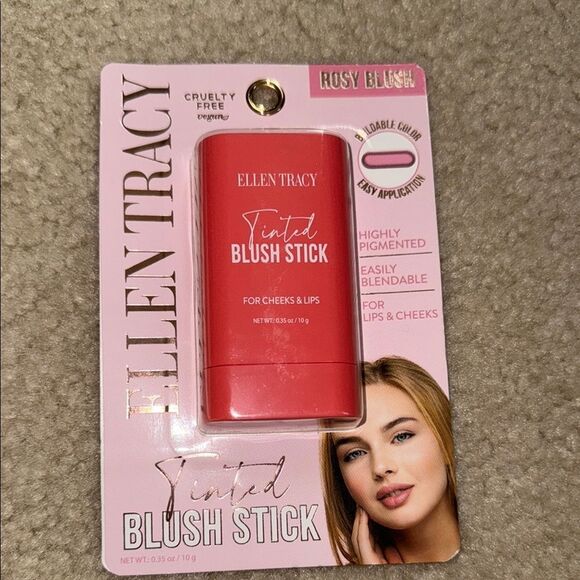 ROSY BLUSH
CRUELTY
FREE
vegan
BUILDABLE COLOR
EASY APPLICATION
ELLEN TRACY
ELLEN TRACY
Tinted
BLUSH STICK
FOR CHEEKS & LIPS
NET WT.: 0.35 oz / 10 g
HIGHLY
PIGMENTED
EASILY
BLENDABLE
FOR
LIPS & CHEEKS
Tinted
BLUSH STICK
NET WT.: 0.35 oz / 10 g